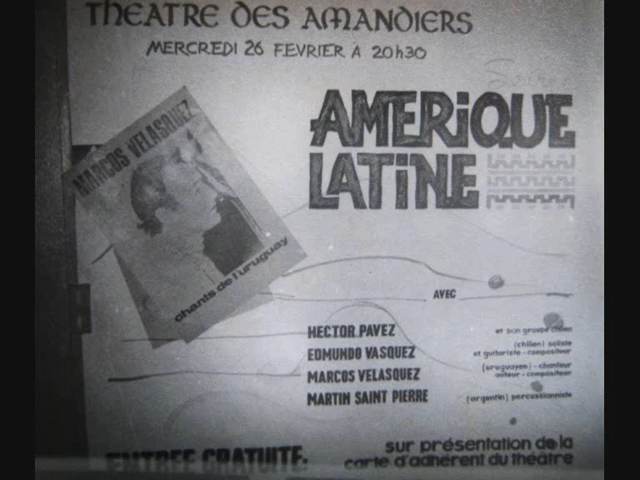 THEATRE DES AMANDIERS
MERCREDI 26 FEVRIER A 20h30
MARCOS VELASQUEZ
chants de l'uruguay
AMERiQUE
LATiNE
AVEC
HECTOR PAVEZ et son groupe chilien
EDMUNDO VASQUEZ (chilien) soliste
et guitariste - compositeur
MARCOS VELASQUEZ (uruguayen) - chanteur
auteur - compositeur
MARTIN SAINT PIERRE (argentin) percussionniste
ENTREE GRATUITE. sur présentation de la
carte d'adhérent du théatre